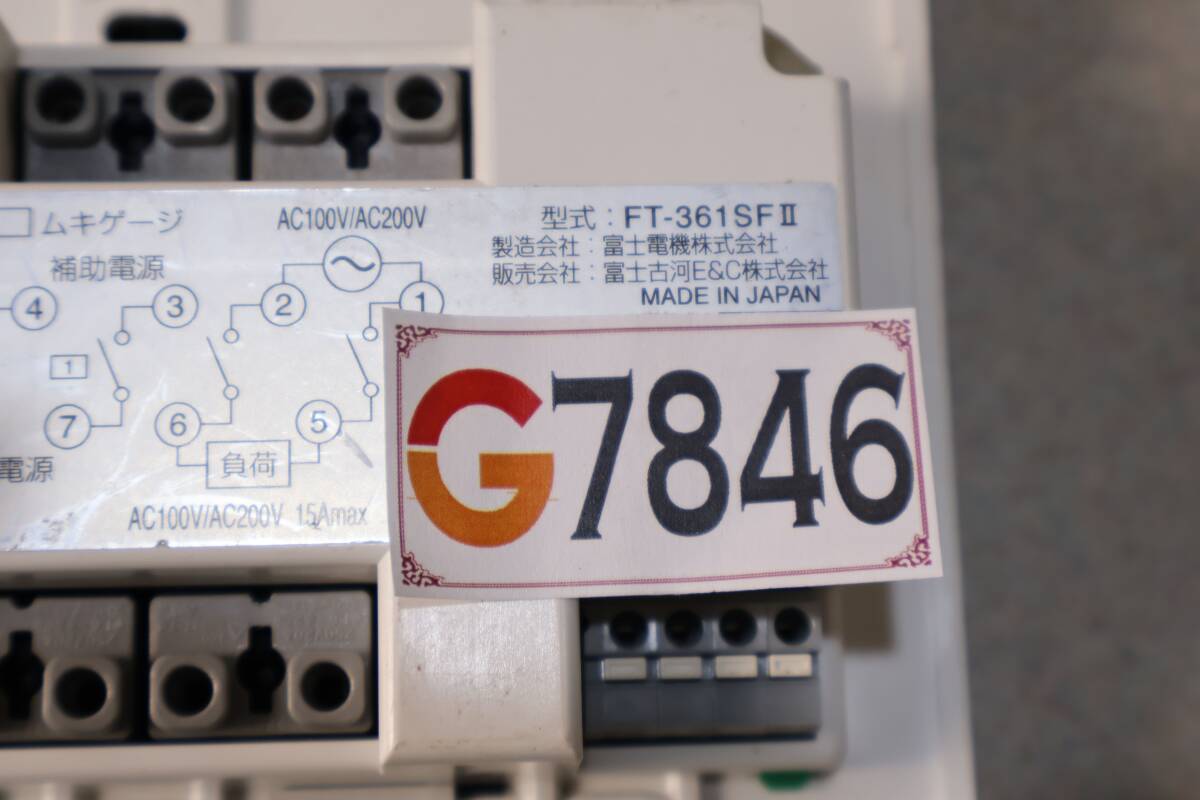 ムキゲージ
AC100V/AC200V
型式：FT-361SFⅡ
製造会社：富士電機株式会社
販売会社：富士古河E&C株式会社
MADE IN JAPAN
補助電源
4
3
2
1
1
7
6
5
負荷
電源
AC100V/AC200V 15Amax
G7846